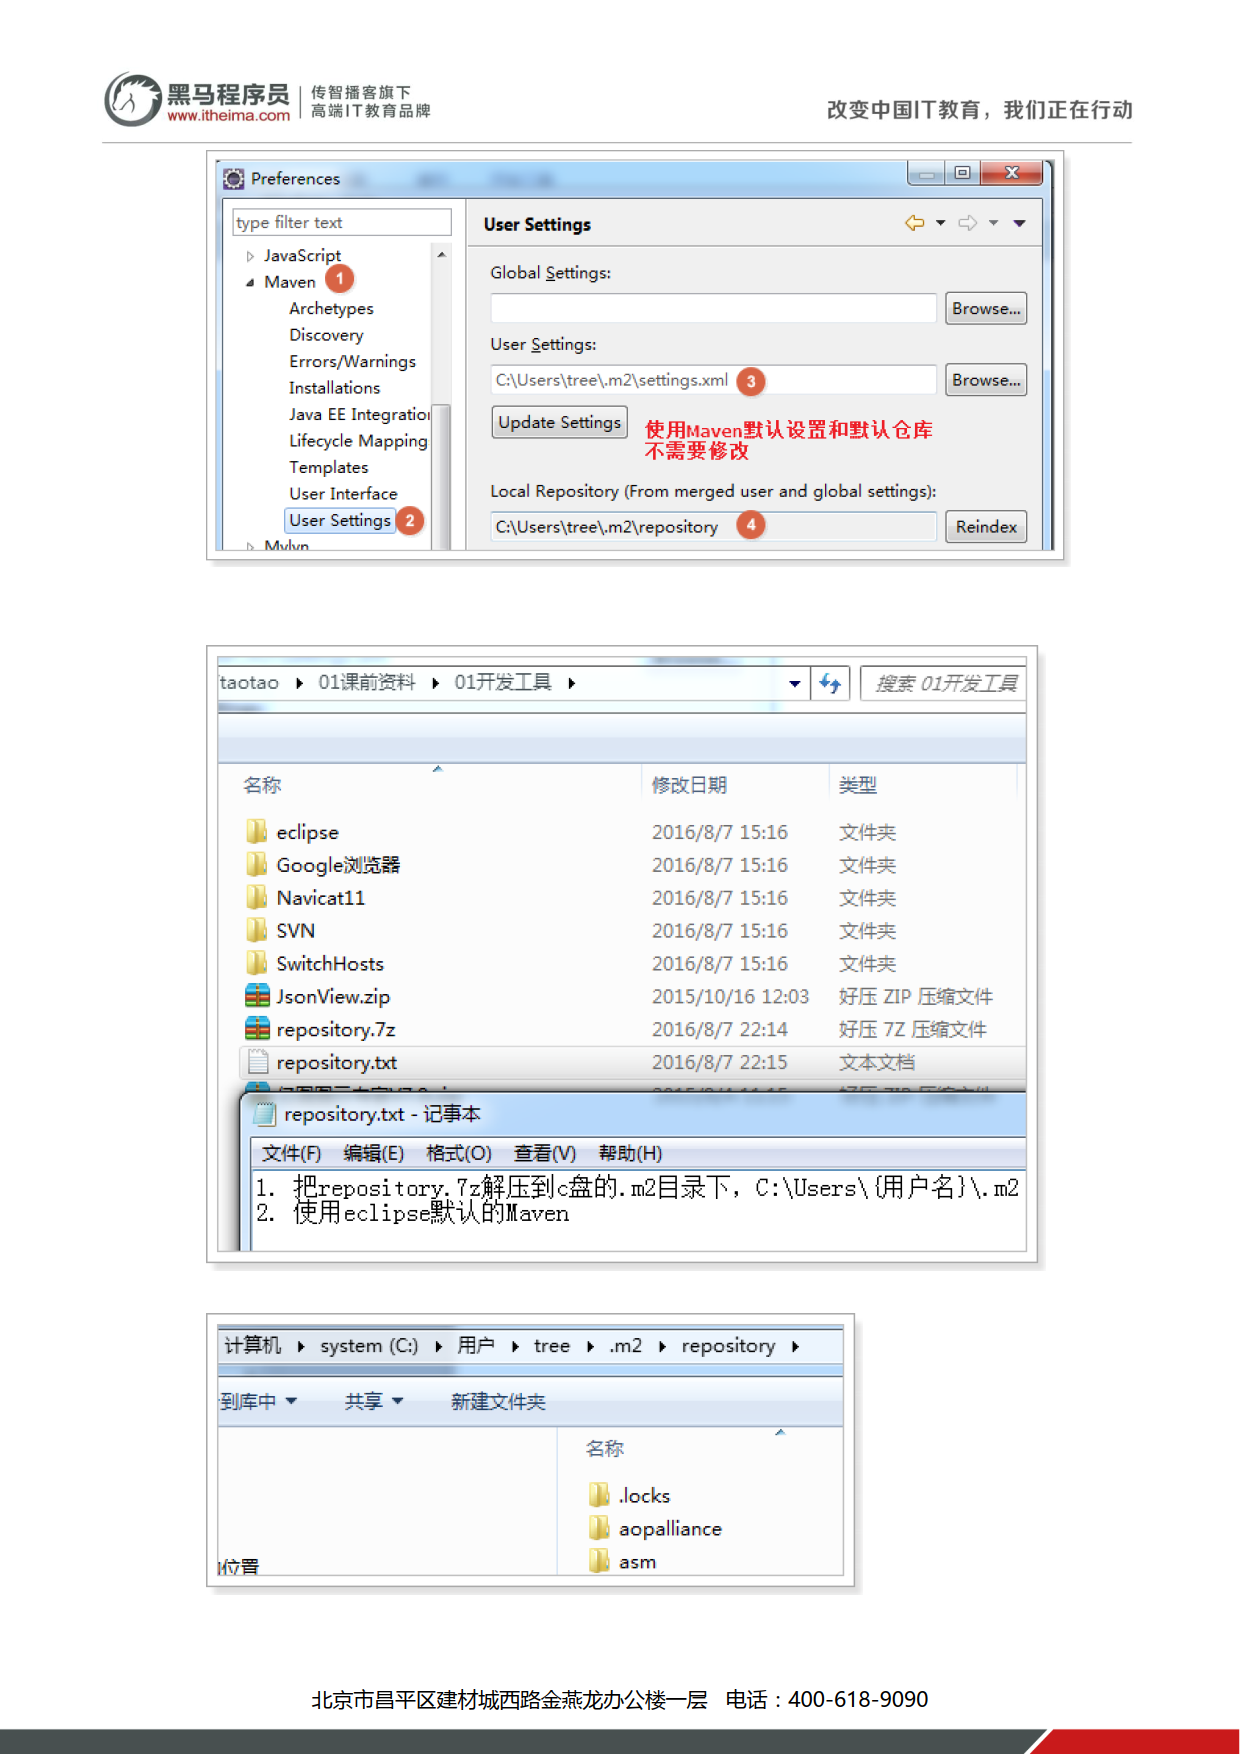 黑马程序员
www.itheima.com
传智播客旗下
高端IT教育品牌
改变中国IT教育，我们正在行动
Preferences
type filter text
JavaScript
Maven 1
Archetypes
Discovery
Errors/Warnings
Installations
Java EE Integration
Lifecycle Mapping
Templates
User Interface
User Settings 2
Mylyn
User Settings
Global Settings:
Browse...
User Settings:
C:\Users\tree\.m2\settings.xml 3 Browse...
Update Settings
使用Maven默认设置和默认仓库
不需要修改
Local Repository (From merged user and global settings):
C:\Users\tree\.m2\repository 4 Reindex
taotao 01课前资料 01开发工具 搜索 01开发工具
名称 修改日期 类型
eclipse 2016/8/7 15:16 文件夹
Google浏览器 2016/8/7 15:16 文件夹
Navicat11 2016/8/7 15:16 文件夹
SVN 2016/8/7 15:16 文件夹
SwitchHosts 2016/8/7 15:16 文件夹
JsonView.zip 2015/10/16 12:03 好压 ZIP 压缩文件
repository.7z 2016/8/7 22:14 好压 7Z 压缩文件
repository.txt 2016/8/7 22:15 文本文档
repository.txt - 记事本
文件(F) 编辑(E) 格式(O) 查看(V) 帮助(H)
1. 把repository.7z解压到c盘的.m2目录下，C:\Users\{用户名}\.m2
2. 使用eclipse默认的Maven
计算机 system (C:) 用户 tree .m2 repository
到库中 共享 新建文件夹
名称
.locks
aopalliance
asm
位置
北京市昌平区建材城西路金燕龙办公楼一层 电话：400-618-9090